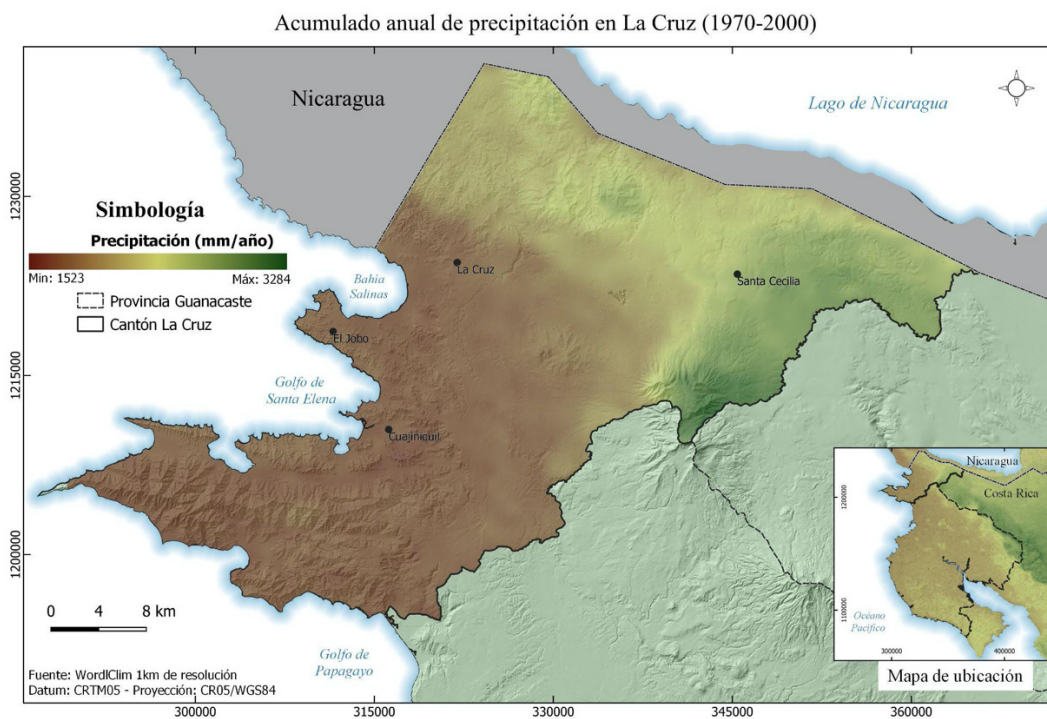 Acumulado anual de precipitación en La Cruz (1970-2000)
Nicaragua
Lago de Nicaragua
1230000
Simbología
Precipitación (mm/año)
Min: 1523
Máx: 3284
Provincia Guanacaste
Cantón La Cruz
Bahía
Salinas
La Cruz
Santa Cecilia
El Jobo
1215000
Golfo de
Santa Elena
Cuajiniquil
Nicaragua
Costa Rica
1200000
1200000
0 4 8 km
1100000
Océano
Pacífico
Golfo de
Papagayo
300000
400000
Mapa de ubicación
Fuente: WordlClim 1km de resolución
Datum: CRTM05 - Proyección: CR05/WGS84
300000
315000
330000
345000
360000